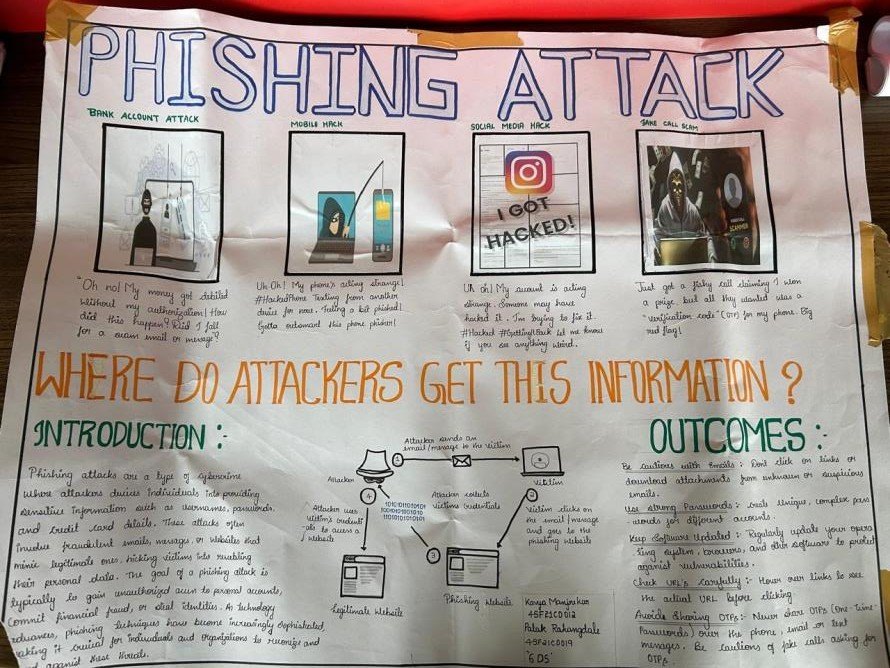 PHISHING ATTACK
BANK ACCOUNT ATTACK
MOBILE HACK
SOCIAL MEDIA HACK
FAKE CALL SCAM
I GOT
HACKED!
SCAMMER
"Oh no! My money got debited
without my authorization! How
did this happen? Did I fall
for a scam email or message?
Uh-Oh! My phone's acting strange!
#HackedPhone Texting from another
device for now. Feeling a bit phished!
Gotta outsmart this phone phisher!
Uh oh! My account is acting
strange. Someone may have
hacked it. I'm trying to fix it.
#Hacked #GettingItBack Let me know
if you see anything weird.
Just got a fishy call claiming I won
a prize, but all they wanted was a
"verification code" (OTP) for my phone. Big
red flag!
WHERE DO ATTACKERS GET THIS INFORMATION ?
INTRODUCTION :-
Phishing attacks are a type of cybercrime
where attackers deceives individuals into providing
sensitive information such as usernames, passwords,
and credit card details. These attacks often
involve fraudulent emails, messages, or websites that
mimic legitimate ones, tricking victims into revealing
their personal data. The goal of a phishing attack is
typically to gain unauthorized access to personal accounts,
commit financial fraud, or steal identities. As technology
advances, phishing techniques have become increasingly sophisticated,
making it crucial for individuals and organizations to recognize and
against these threats.
Attacker sends an
email/message to the victims
1
Attacker
Victim
4
Attacker uses
victim's credenti
-als to access a
website
101010101010101
1010101010101
Attacker collects
victims credentials
2
Victim clicks on
the email/message
and goes to the
phishing website
3
Legitimate Website
Phishing Website
Kavya Manjrekar
Palak Rahangdale
OUTCOMES :-
Be cautious with Emails : Dont click on links or
download attachments from unknown or suspicious
emails.
Use strong Passwords : create unique, complex pass
-words for different accounts.
Keep Software Updated : Regularly update your opera
-ting system, browsers, and other software to protect
against vulnerabilities.
Check URL's Carefully : Hover over links to see
the actual URL before clicking.
Avoide Sharing OTPs : Never share OTPs (One-Time-
Passwords) over the phone, email or text
messages. Be cautious of fake calls asking for
OTPs.